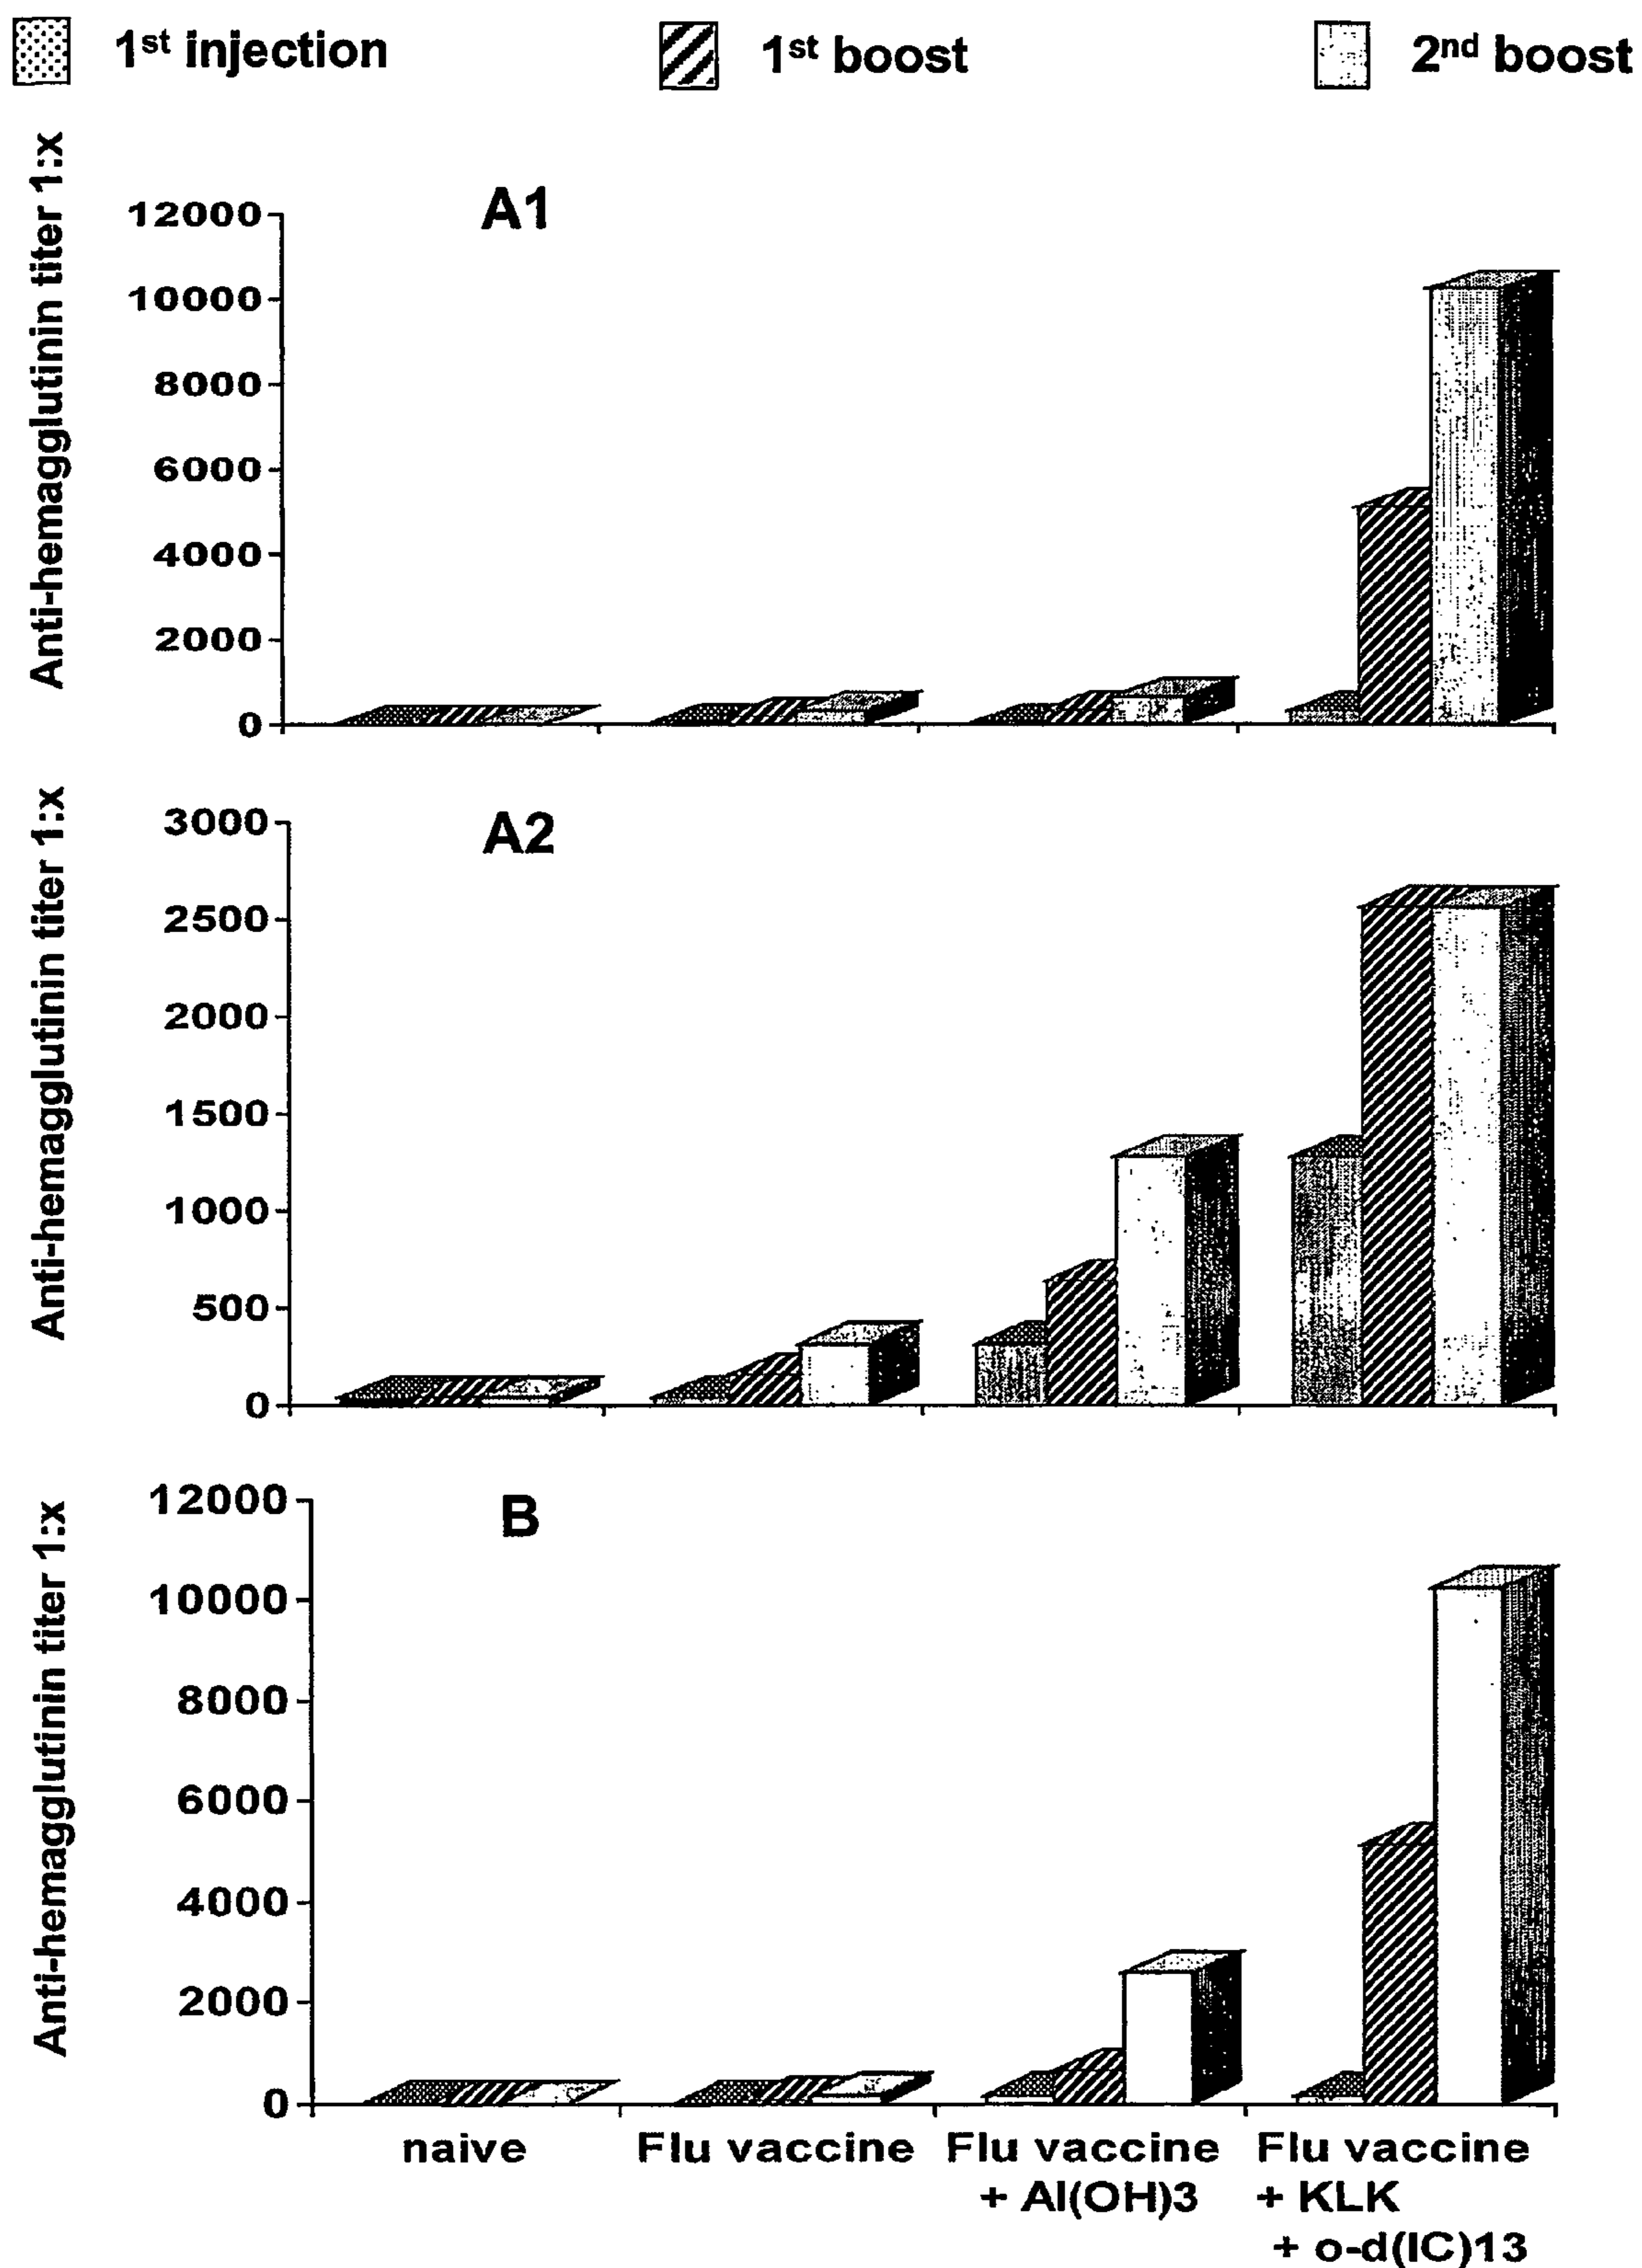 1st injection
1st boost
2nd boost
Anti-hemagglutinin titer 1:x
A1
12000
10000
8000
6000
4000
2000
0
Anti-hemagglutinin titer 1:x
A2
3000
2500
2000
1500
1000
500
0
Anti-hemagglutinin titer 1:x
B
12000
10000
8000
6000
4000
2000
0
naive
Flu vaccine
Flu vaccine
+ Al(OH)3
Flu vaccine
+ KLK
+ o-d(IC)13